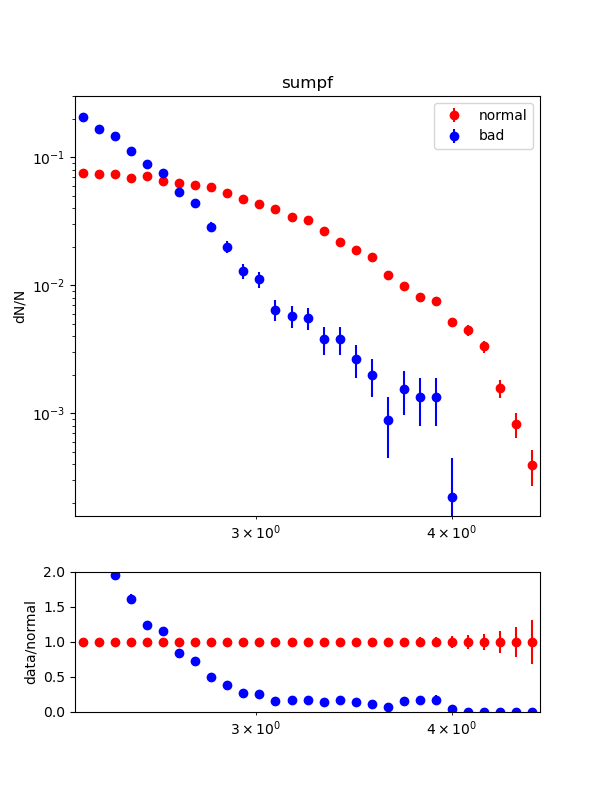 sumpf
normal
bad
10⁻¹
10⁻²
10⁻³
dN/N
3 × 10⁰
4 × 10⁰
2.0
1.5
1.0
0.5
0.0
data/normal
3 × 10⁰
4 × 10⁰